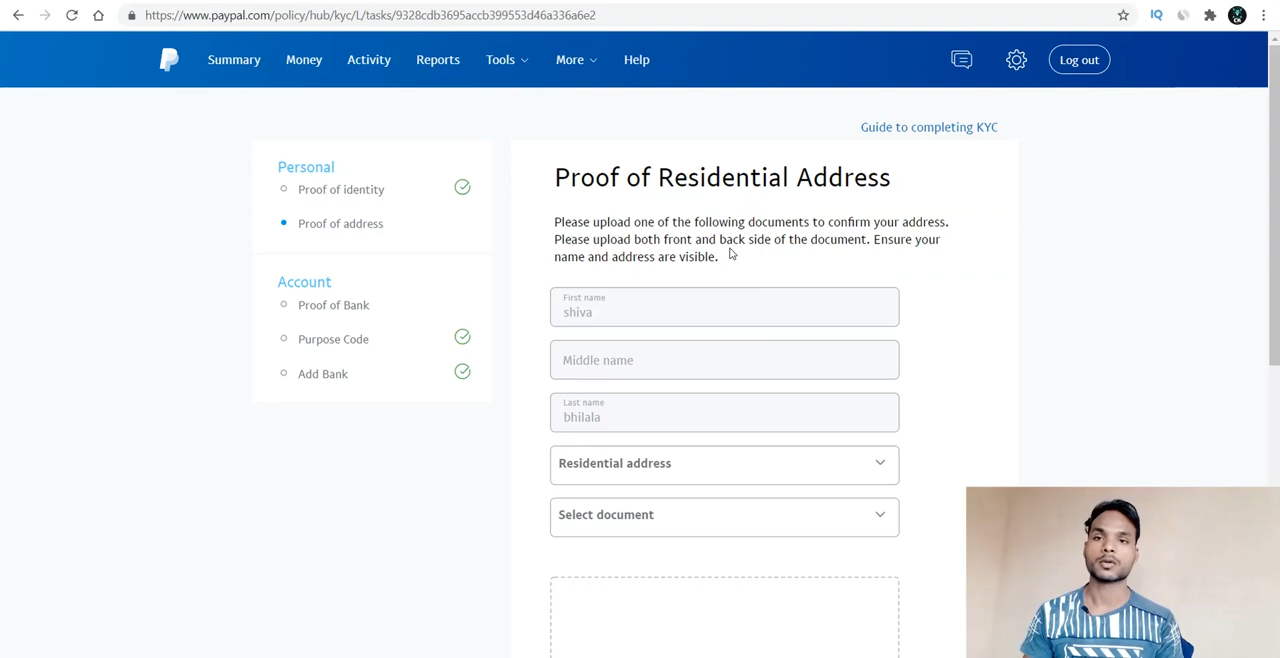 https://www.paypal.com/policy/hub/kyc/L/tasks/9328cdb3695accb399553d46a336a6e2
IQ
CN
Summary Money Activity Reports Tools More Help Log out
Guide to completing KYC
Personal
Proof of identity
Proof of address
Account
Proof of Bank
Purpose Code
Add Bank
Proof of Residential Address
Please upload one of the following documents to confirm your address.
Please upload both front and back side of the document. Ensure your
name and address are visible.
First name
shiva
Middle name
Last name
bhilala
Residential address
Select document